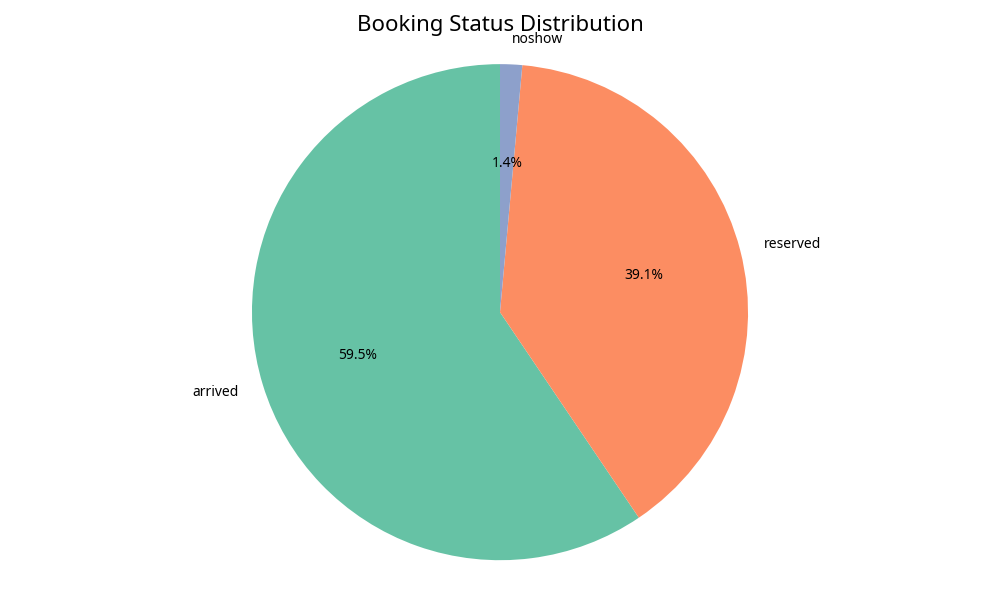 Booking Status Distribution
noshow
1.4%
reserved
39.1%
59.5%
arrived